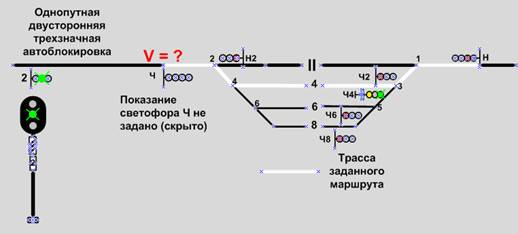 Однопутная
двусторонняя
трехзначная
автоблокировка
V = ?
2
Ч
2
Н2
II
Ч2
1
Н
4
4
Ч4
3
6
6
Ч6
5
8
Ч8
Показание
светофора Ч не
задано (скрыто)
Трасса
заданного
маршрута